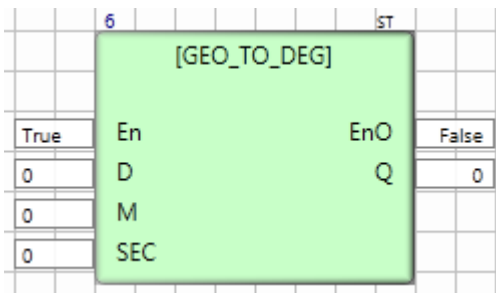 6 ST
[GEO_TO_DEG]
True En EnO False
0 D Q 0
0 M
0 SEC